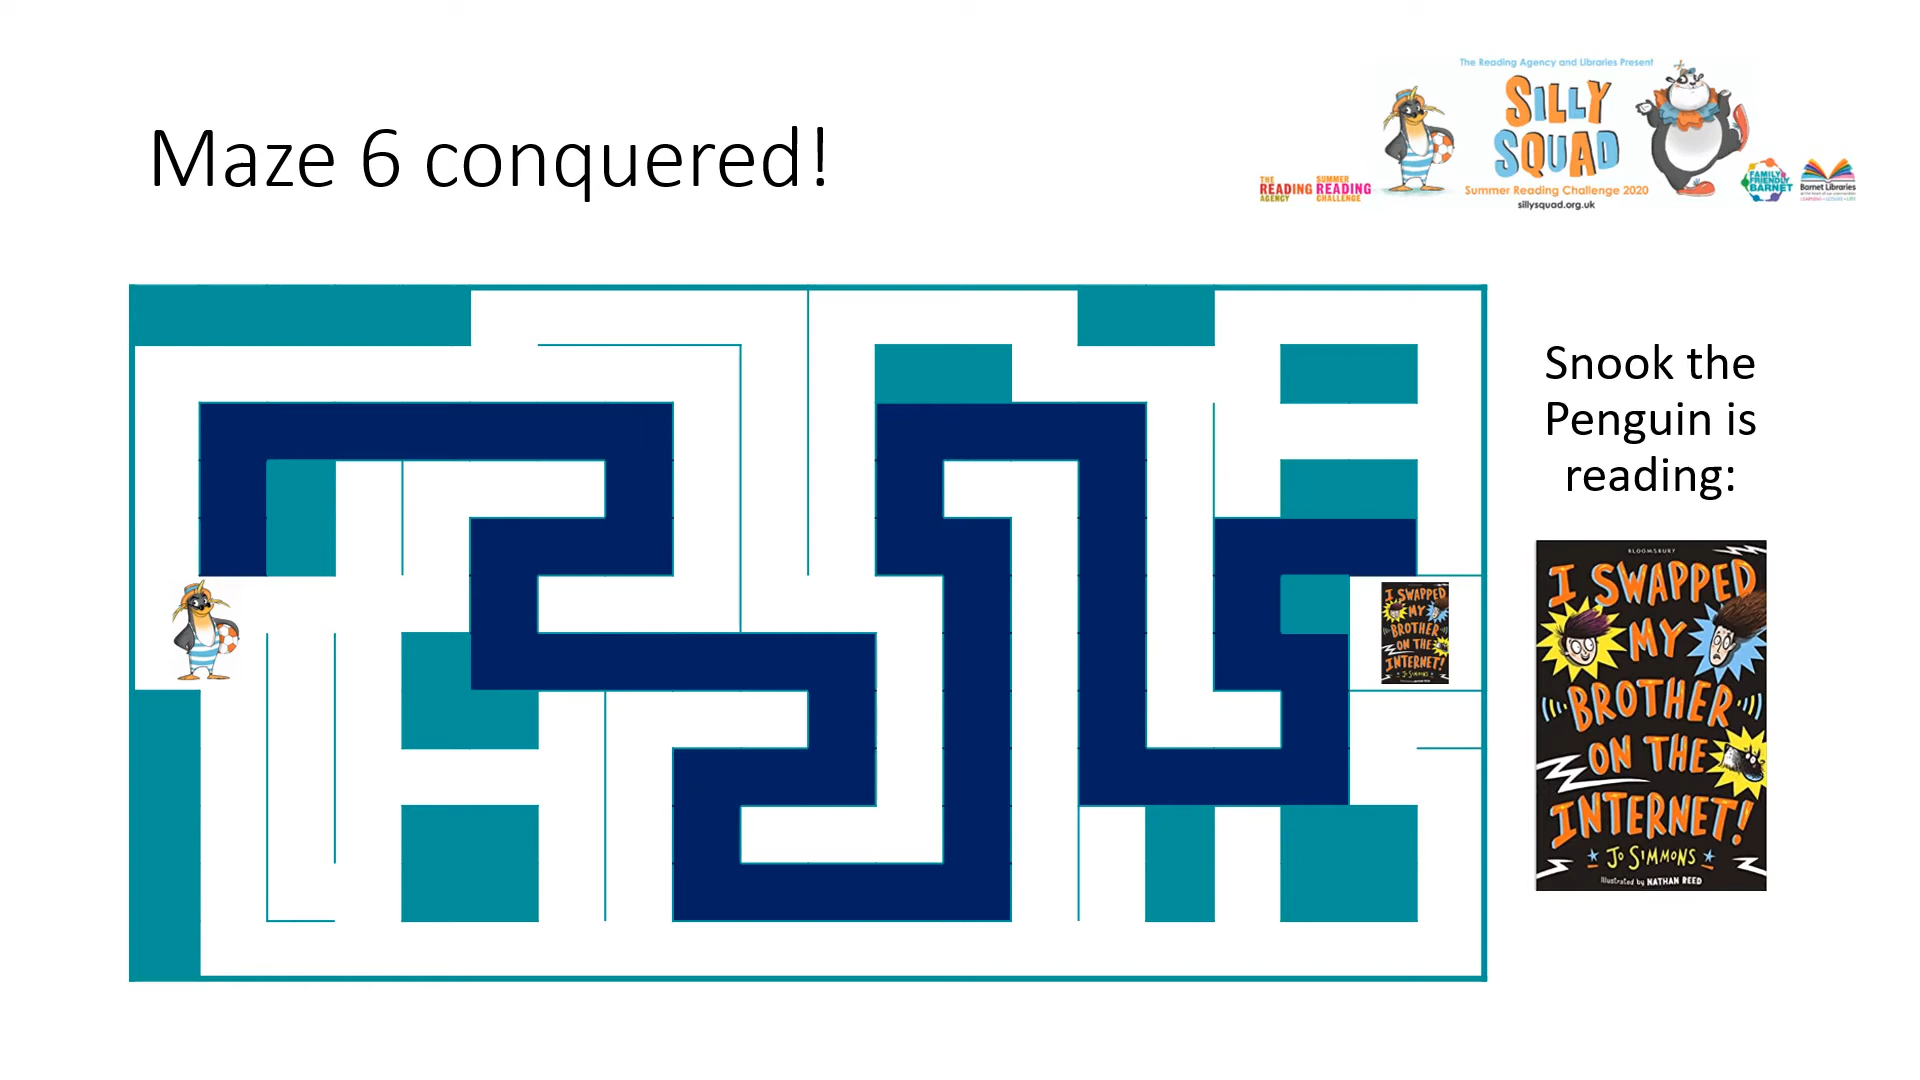 The Reading Agency and Libraries Present
SILLY
SQUAD
Summer Reading Challenge 2020
sillysquad.org.uk
THE
READING
AGENCY
SUMMER
READING
CHALLENGE
FAMILY
FRIENDLY
BARNET
Barnet Libraries
Maze 6 conquered!
Snook the
Penguin is
reading:
BLOOMSBURY
I SWAPPED
MY
BROTHER
ON THE
INTERNET!
JO SIMMONS
Illustrated by NATHAN REED
I SWAPPED
MY
BROTHER
ON THE
INTERNET!
JO SIMMONS